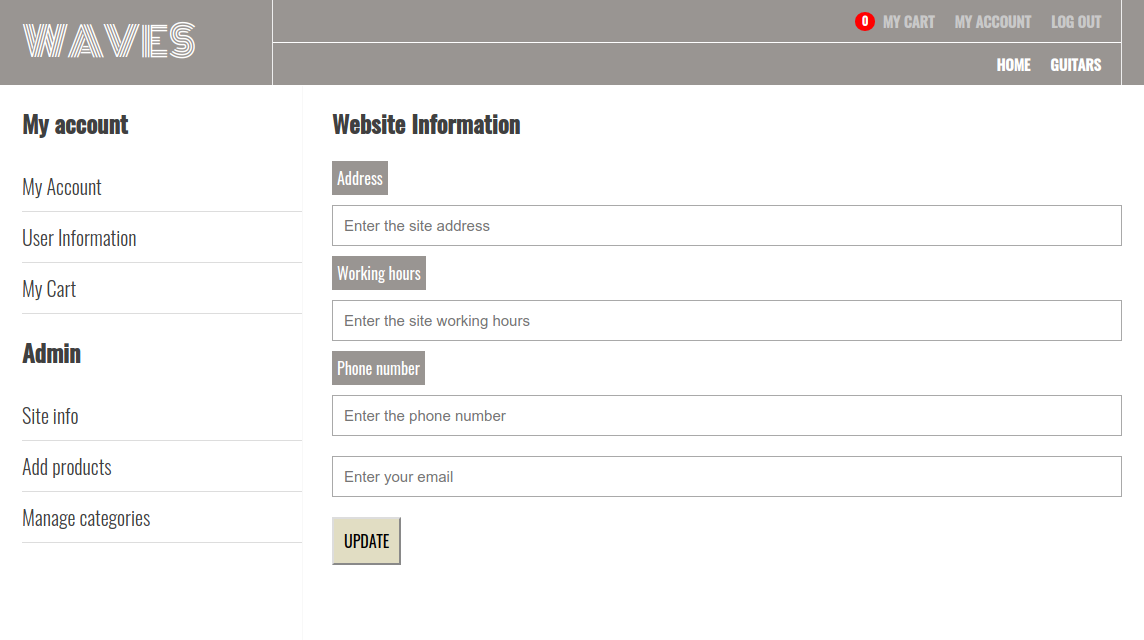 WAVES
0 MY CART MY ACCOUNT LOG OUT
HOME GUITARS
My account
My Account
User Information
My Cart
Admin
Site info
Add products
Manage categories
Website Information
Address
Enter the site address
Working hours
Enter the site working hours
Phone number
Enter the phone number
Enter your email
UPDATE